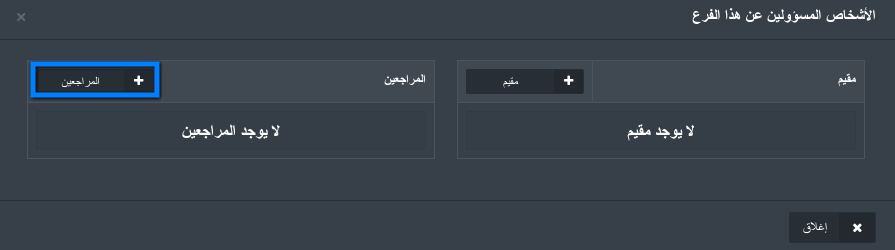 الأشخاص المسؤولين عن هذا الفرع
مقيم
مقيم
لا يوجد مقيم
المراجعين
المراجعين
لا يوجد المراجعين
إغلاق